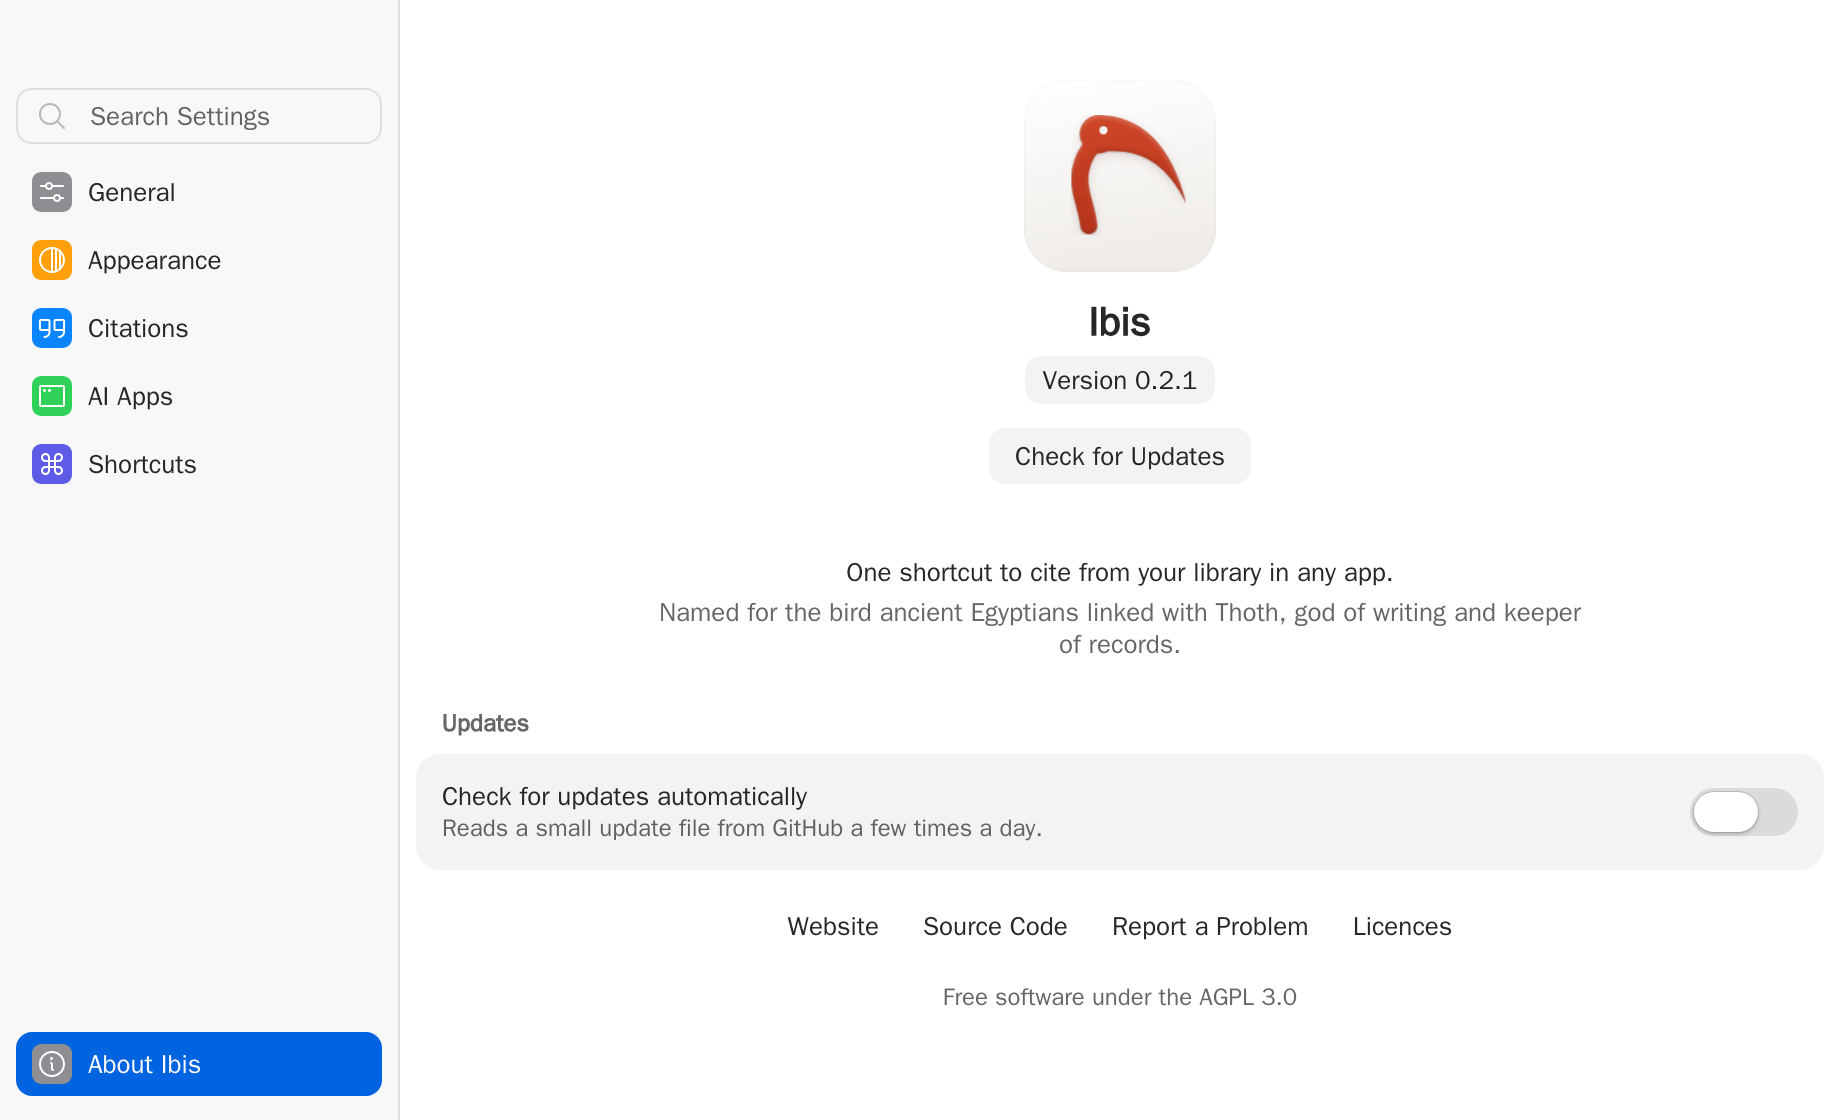 Search Settings
General
Appearance
Citations
AI Apps
Shortcuts
About Ibis
Ibis
Version 0.2.1
Check for Updates
One shortcut to cite from your library in any app.
Named for the bird ancient Egyptians linked with Thoth, god of writing and keeper
of records.
Updates
Check for updates automatically
Reads a small update file from GitHub a few times a day.
Website Source Code Report a Problem Licences
Free software under the AGPL 3.0